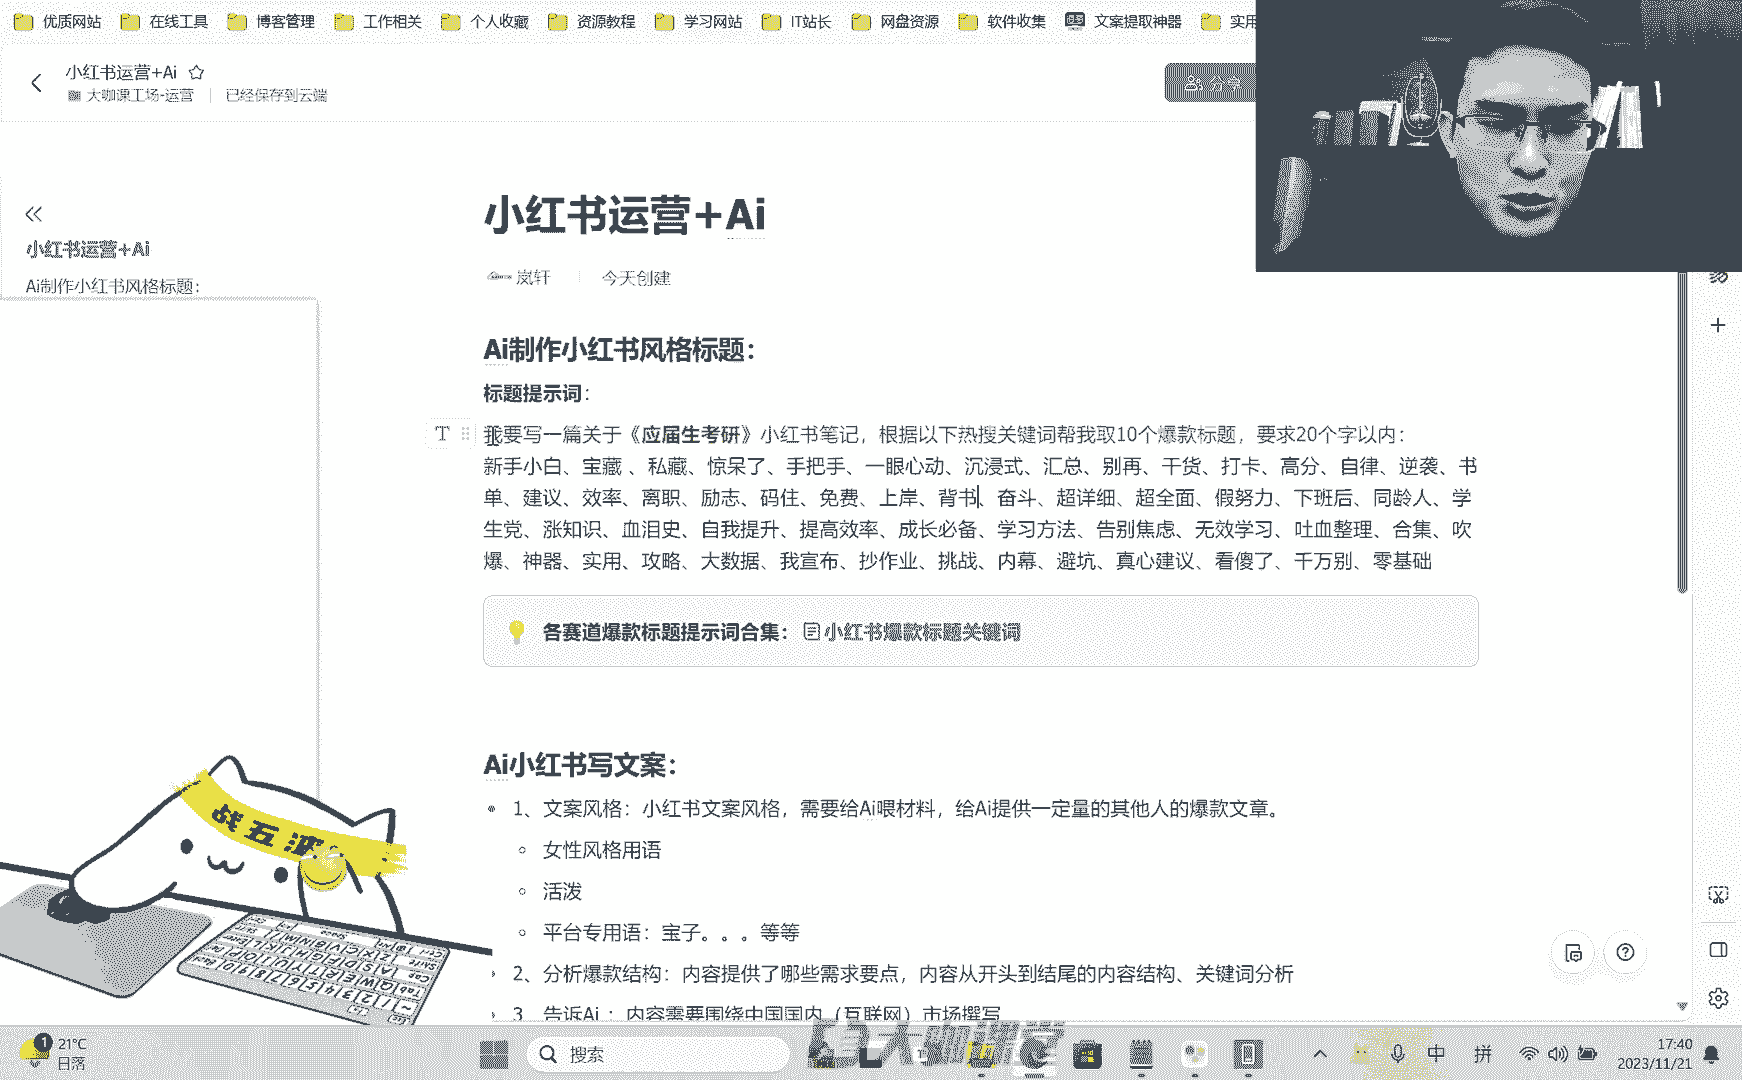 优质网站 在线工具 博客管理 工作相关 个人收藏 资源教程 学习网站 IT站长 网盘资源 软件收集 文案提取神器 实用
小红书运营+Ai
大咖课工场-运营 已经保存到云端
分享
小红书运营+Ai
Ai制作小红书风格标题：
小红书运营+Ai
岚轩 今天创建
Ai制作小红书风格标题：
标题提示词：
我要写一篇关于《应届生考研》小红书笔记，根据以下热搜关键词帮我取10个爆款标题，要求20个字以内：
新手小白、宝藏 、私藏、惊呆了、手把手、一眼心动、沉浸式、汇总、别再、干货、打卡、高分、自律、逆袭、书
单、建议、效率、离职、励志、码住、免费、上岸、背书、奋斗、超详细、超全面、假努力、下班后、同龄人、学
生党、涨知识、血泪史、自我提升、提高效率、成长必备、学习方法、告别焦虑、无效学习、吐血整理、合集、吹
爆、神器、实用、攻略、大数据、我宣布、抄作业、挑战、内幕、避坑、真心建议、看傻了、千万别、零基础
各赛道爆款标题提示词合集： 小红书爆款标题关键词
Ai小红书写文案：
1、文案风格：小红书文案风格，需要给Ai喂材料，给Ai提供一定量的其他人的爆款文章。
女性风格用语
活泼
平台专用语：宝子。。。等等
2、分析爆款结构：内容提供了哪些需求要点，内容从开头到结尾的内容结构、关键词分析
3、告诉Ai ：内容需要围绕中国国内（互联网）市场撰写
战五
大咖课堂
1
21°C
日落
搜索
中 拼
17:40
2023/11/21